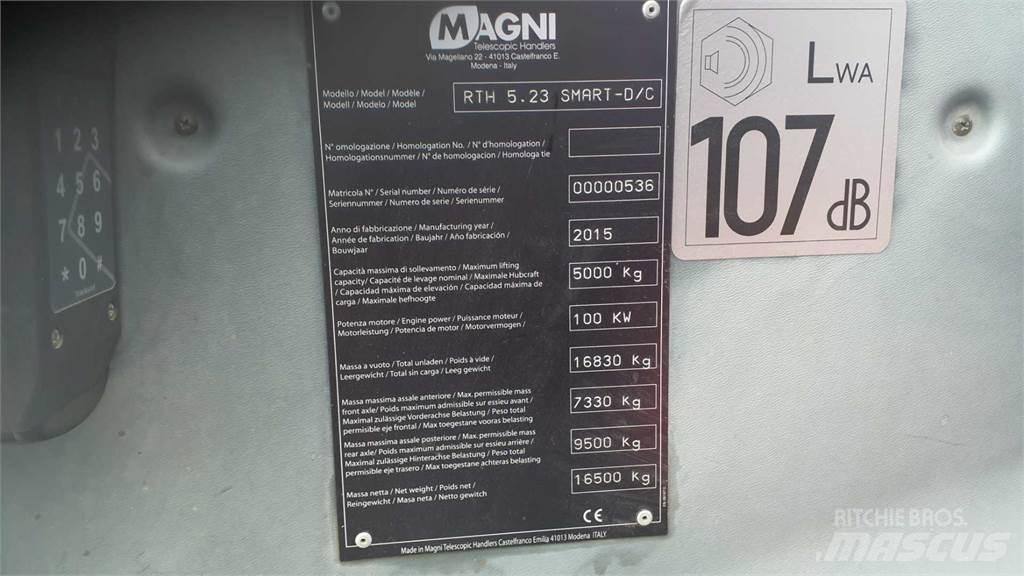 MAGNI
Telescopic Handlers
Via Magellano 22 - 41013 Castelfranco E.
Modena - Italy
Modello / Model / Modèle /
Modell / Modelo / Model
RTH 5.23 SMART-D/C
N° omologazione / Homologation No. / N° d'homologation /
Homologationsnummer / N° de homologacion / Homologa tie
Matricola N° / Serial number / Numéro de série /
Seriennummer / Numero de serie / Serienummer
00000536
Anno di fabbricazione / Manufacturing year /
Année de fabrication / Baujahr / Año fabricación /
Bouwjaar
2015
Capacità massima di sollevamento / Maximum lifting
capacity/ Capacité de levage nominal / Maximale Hubcraft
/ Capacidad máxima de elevación / Capacidad máxima de
carga / Maximale hefhoogte
5000 Kg
Potenza motore / Engine power / Puissance moteur /
Motorleistung / Potencia de motor / Motorvermogen /
100 KW
Massa a vuoto / Total unladen / Poids à vide /
Leergewicht / Total sin carga / Leeg gewicht
16830 Kg
Massa massima assale anteriore / Max. permissible mass
front axle/ Poids maximum admissible sur essieu avant /
Maximal zulässige Vorderachse Belastung / Peso total
permisible eje frontal / Max toegestane vooras belasting
7330 Kg
Massa massima assale posteriore / Max. permissible mass
rear axle/ Poids maximum admissible sur essieu arrière /
Maximal zulässige Hinterachse Belastung / Peso total
permisible eje trasero / Max toegestane achteras belasting
9500 Kg
Massa netta / Net weight / Poids net /
Reingewicht / Masa neta / Netto gewitch
16500 Kg
CE
Made in Magni Telescopic Handlers Castelfranco Emilia 41013 Modena ITALY
LWA
107 dB
1 2 3
4 5 6
7 8 9
* 0 #
RITCHIE BROS.
MASCUS